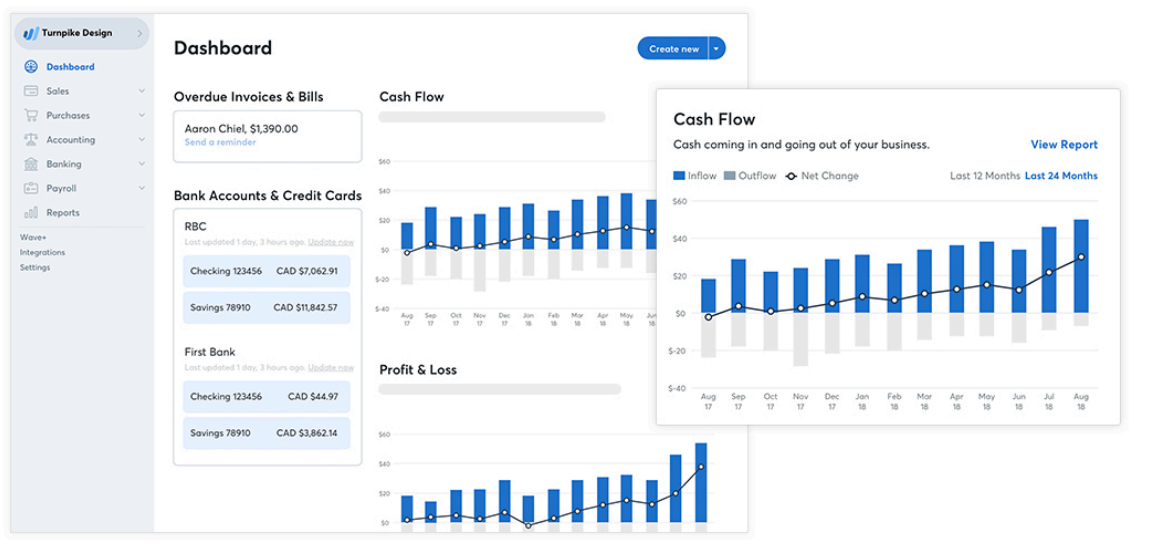 Turnpike Design
Dashboard
Sales
Purchases
Accounting
Banking
Payroll
Reports
Wave+
Integrations
Settings
Dashboard
Create new
Overdue Invoices & Bills
Aaron Chiel, $1,390.00
Send a reminder
Bank Accounts & Credit Cards
RBC
Last updated 1 day, 3 hours ago. Update now
Checking 123456 CAD $7,062.91
Savings 78910 CAD $11,842.57
First Bank
Last updated 1 day, 3 hours ago. Update now
Checking 123456 CAD $44.97
Savings 78910 CAD $3,862.14
Cash Flow
$60
$40
$20
$0
$-20
$-40
Aug Sep Oct Nov Dec Jan Feb Mar Apr May Jun
17 17 17 17 17 18 18 18 18 18 18
Profit & Loss
$60
$40
$20
$0
Cash Flow
Cash coming in and going out of your business.
View Report
Inflow Outflow Net Change Last 12 Months Last 24 Months
$60
$40
$20
$0
$-20
$-40
Aug Sep Oct Nov Dec Jan Feb Mar Apr May Jun Jul Aug
17 17 17 17 17 18 18 18 18 18 18 18 18